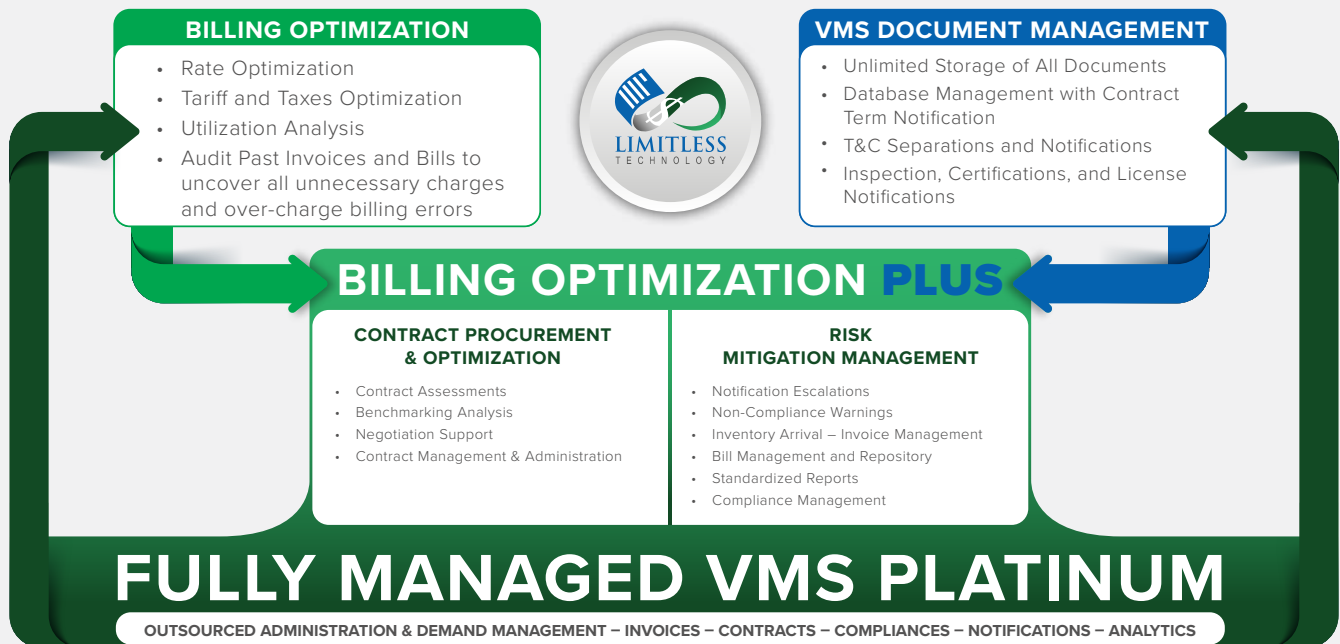 BILLING OPTIMIZATION
• Rate Optimization
• Tariff and Taxes Optimization
• Utilization Analysis
• Audit Past Invoices and Bills to
uncover all unnecessary charges
and over-charge billing errors
LIMITLESS
TECHNOLOGY
VMS DOCUMENT MANAGEMENT
• Unlimited Storage of All Documents
• Database Management with Contract
Term Notification
• T&C Separations and Notifications
• Inspection, Certifications, and License
Notifications
BILLING OPTIMIZATION PLUS
CONTRACT PROCUREMENT
& OPTIMIZATION
• Contract Assessments
• Benchmarking Analysis
• Negotiation Support
• Contract Management & Administration
RISK
MITIGATION MANAGEMENT
• Notification Escalations
• Non-Compliance Warnings
• Inventory Arrival – Invoice Management
• Bill Management and Repository
• Standardized Reports
• Compliance Management
FULLY MANAGED VMS PLATINUM
OUTSOURCED ADMINISTRATION & DEMAND MANAGEMENT – INVOICES – CONTRACTS – COMPLIANCES – NOTIFICATIONS – ANALYTICS